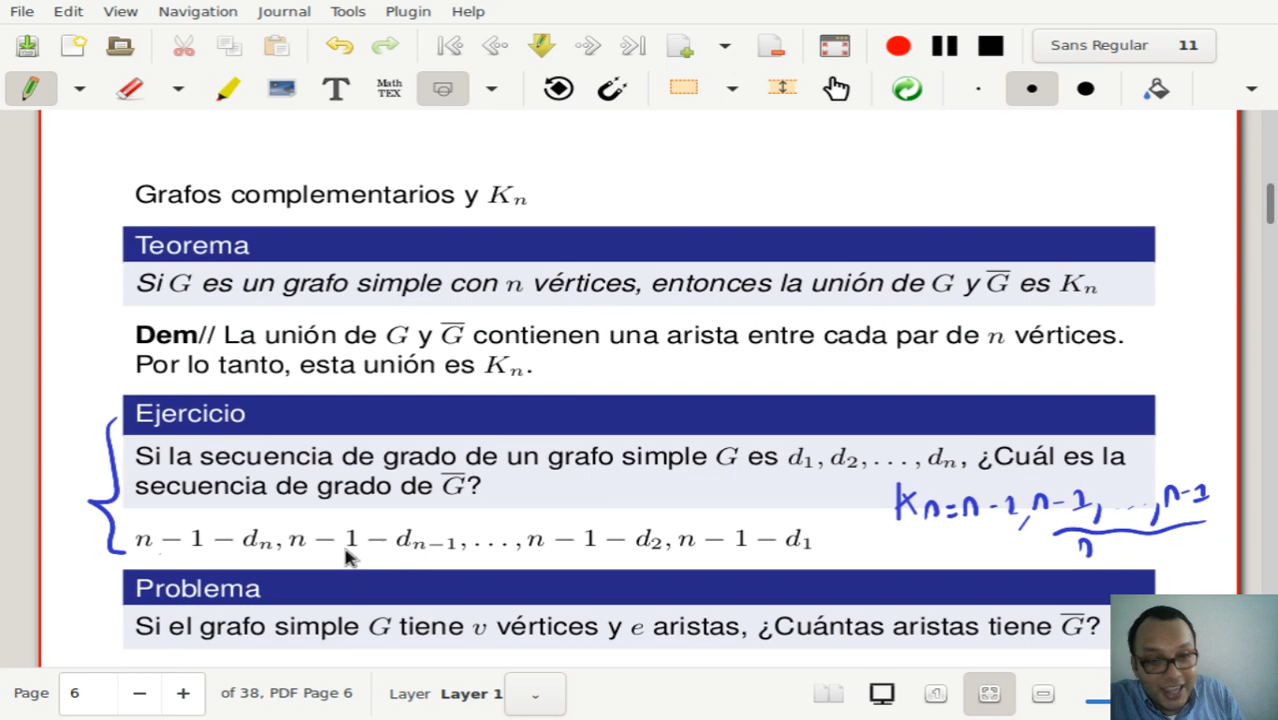 File Edit View Navigation Journal Tools Plugin Help
Sans Regular 11
T Math TEX
Grafos complementarios y Kₙ
Teorema
Si G es un grafo simple con n vértices, entonces la unión de G y G̅ es Kₙ
Dem// La unión de G y G̅ contienen una arista entre cada par de n vértices.
Por lo tanto, esta unión es Kₙ.
Ejercicio
Si la secuencia de grado de un grafo simple G es d₁, d₂, . . . , dₙ, ¿Cuál es la
secuencia de grado de G̅?
Kₙ = n-1, n-1, ..., n-1
n
n − 1 − dₙ, n − 1 − dₙ₋₁, . . . , n − 1 − d₂, n − 1 − d₁
Problema
Si el grafo simple G tiene v vértices y e aristas, ¿Cuántas aristas tiene G̅?
Page 6 − + of 38, PDF Page 6 Layer Layer 1